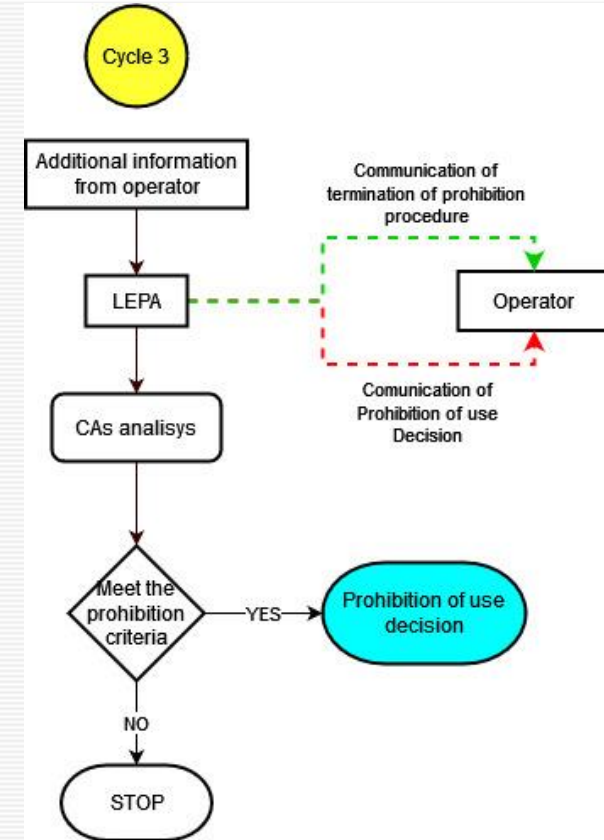 Cycle 3
Additional information
from operator
Communication of
termination of prohibition
procedure
LEPA
Operator
Comunication of
Prohibition of use
Decision
CAs analisys
Meet the
prohibition
criteria
YES
Prohibition of use
decision
NO
STOP